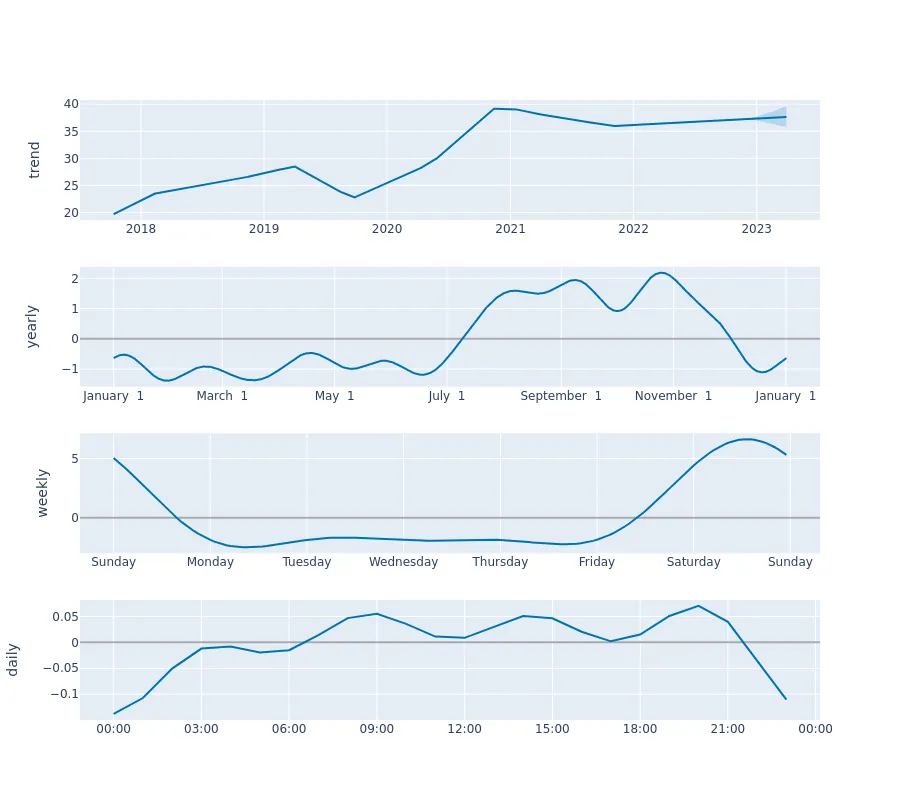 trend
40
35
30
25
20
2018 2019 2020 2021 2022 2023
yearly
2
1
0
−1
January 1 March 1 May 1 July 1 September 1 November 1 January 1
weekly
5
0
Sunday Monday Tuesday Wednesday Thursday Friday Saturday Sunday
daily
0.05
0
−0.05
−0.1
00:00 03:00 06:00 09:00 12:00 15:00 18:00 21:00 00:00